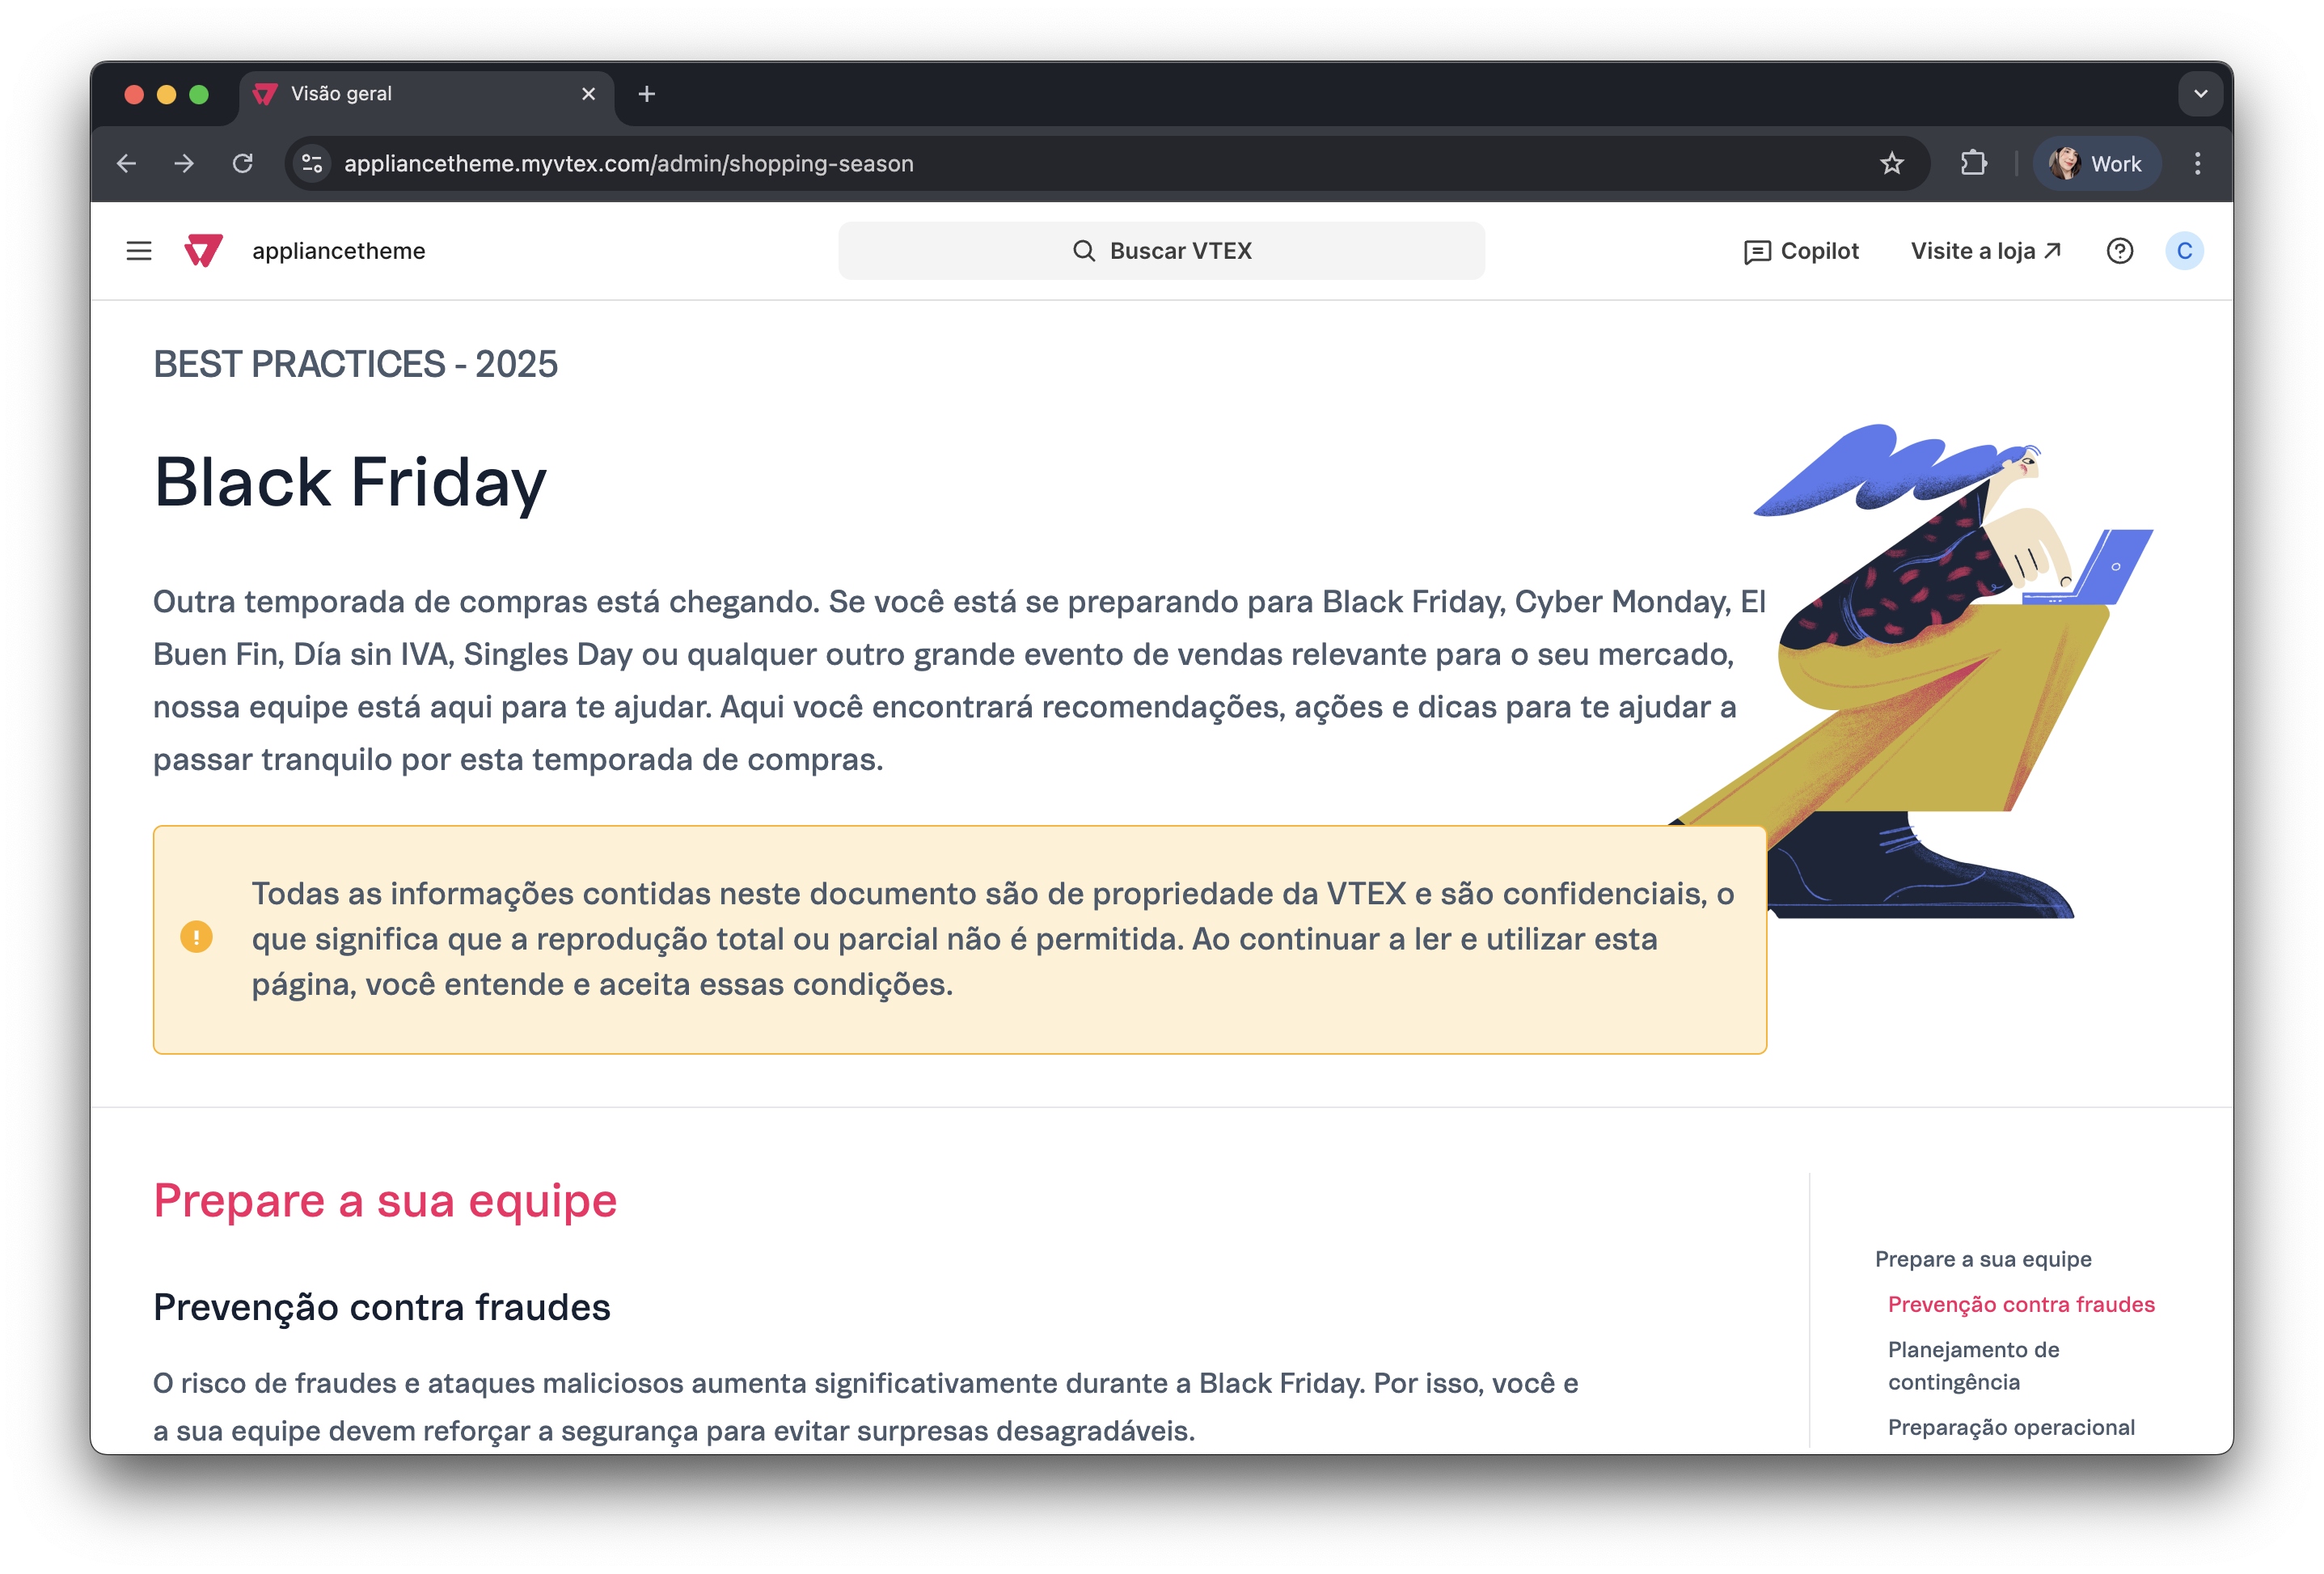 Visão geral
appliancetheme.myvtex.com/admin/shopping-season
Work
appliancetheme
Buscar VTEX
Copilot
Visite a loja
C
BEST PRACTICES - 2025
Black Friday
Outra temporada de compras está chegando. Se você está se preparando para Black Friday, Cyber Monday, El
Buen Fin, Día sin IVA, Singles Day ou qualquer outro grande evento de vendas relevante para o seu mercado,
nossa equipe está aqui para te ajudar. Aqui você encontrará recomendações, ações e dicas para te ajudar a
passar tranquilo por esta temporada de compras.
Todas as informações contidas neste documento são de propriedade da VTEX e são confidenciais, o
que significa que a reprodução total ou parcial não é permitida. Ao continuar a ler e utilizar esta
página, você entende e aceita essas condições.
Prepare a sua equipe
Prevenção contra fraudes
O risco de fraudes e ataques maliciosos aumenta significativamente durante a Black Friday. Por isso, você e
a sua equipe devem reforçar a segurança para evitar surpresas desagradáveis.
Prepare a sua equipe
Prevenção contra fraudes
Planejamento de
contingência
Preparação operacional